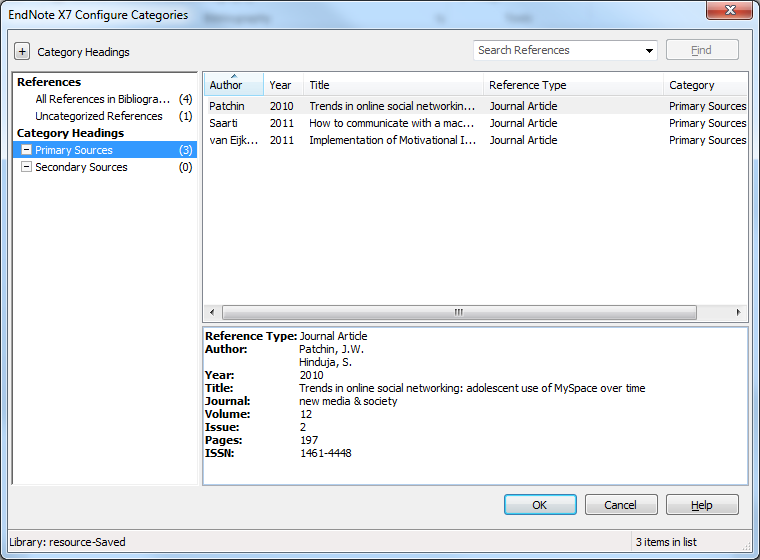 EndNote X7 Configure Categories
+ Category Headings
Search References
Find
References
All References in Bibliogra... (4)
Uncategorized References (1)
Category Headings
Primary Sources (3)
Secondary Sources (0)
Author Year Title Reference Type Category
Patchin 2010 Trends in online social networkin... Journal Article Primary Sources
Saarti 2011 How to communicate with a mac... Journal Article Primary Sources
van Eijk... 2011 Implementation of Motivational I... Journal Article Primary Sources
Reference Type: Journal Article
Author: Patchin, J.W.
Hinduja, S.
Year: 2010
Title: Trends in online social networking: adolescent use of MySpace over time
Journal: new media & society
Volume: 12
Issue: 2
Pages: 197
ISSN: 1461-4448
OK Cancel Help
Library: resource-Saved
3 items in list